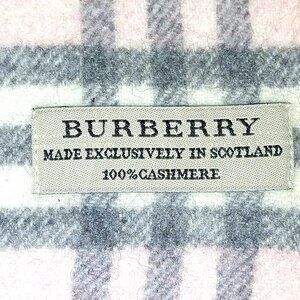 BURBERRY
MADE EXCLUSIVELY IN SCOTLAND
100%CASHMERE